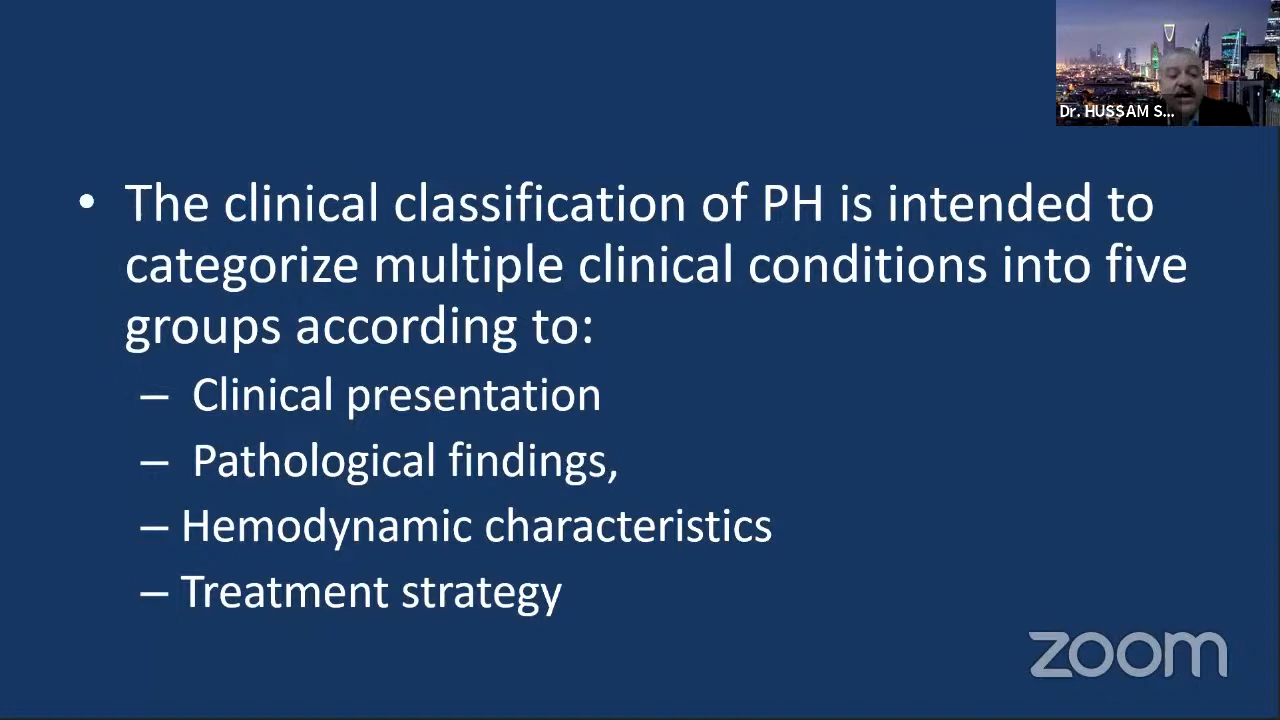 Dr. HUSSAM S...
• The clinical classification of PH is intended to
categorize multiple clinical conditions into five
groups according to:
– Clinical presentation
– Pathological findings,
– Hemodynamic characteristics
– Treatment strategy
zoom